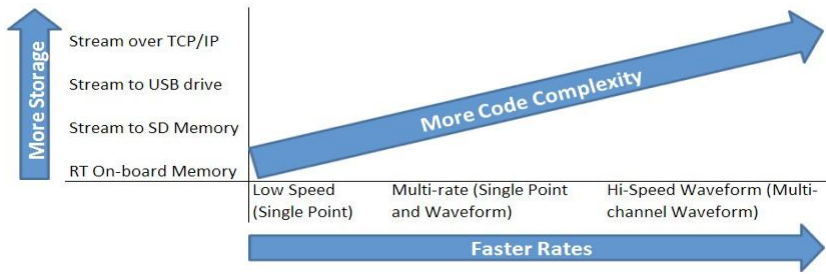 More Storage
Stream over TCP/IP
Stream to USB drive
Stream to SD Memory
RT On-board Memory
More Code Complexity
Low Speed
(Single Point)
Multi-rate (Single Point
and Waveform)
Hi-Speed Waveform (Multi-
channel Waveform)
Faster Rates